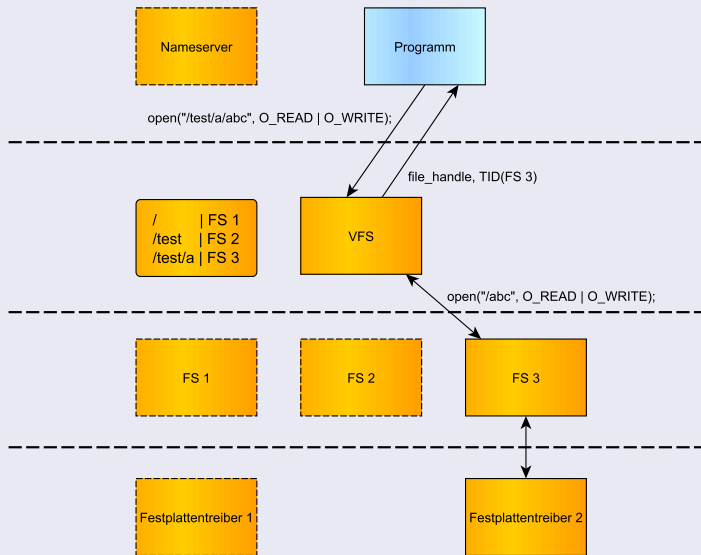 Nameserver
Programm
open("/test/a/abc", O_READ | O_WRITE);
file_handle, TID(FS 3)
/ | FS 1
/test | FS 2
/test/a | FS 3
VFS
open("/abc", O_READ | O_WRITE);
FS 1
FS 2
FS 3
Festplattentreiber 1
Festplattentreiber 2